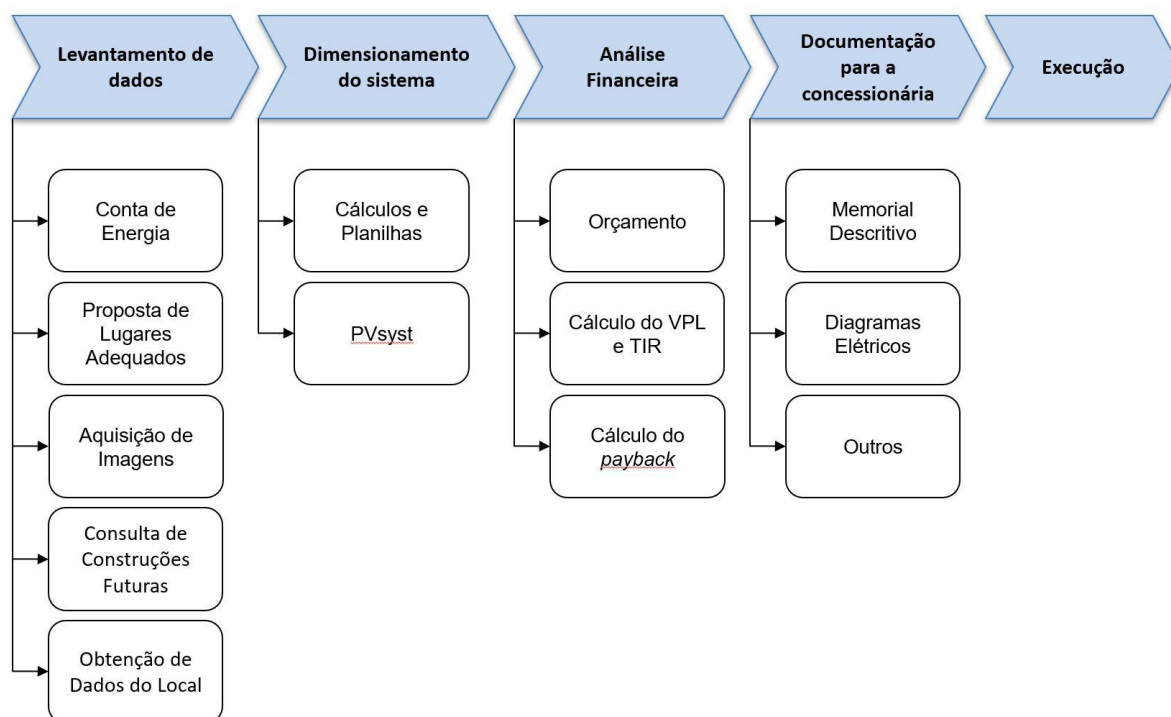 Levantamento de
dados
Dimensionamento
do sistema
Análise
Financeira
Documentação
para a
concessionária
Execução
Conta de
Energia
Proposta de
Lugares
Adequados
Aquisição de
Imagens
Consulta de
Construções
Futuras
Obtenção de
Dados do Local
Cálculos e
Planilhas
PVsyst
Orçamento
Cálculo do VPL
e TIR
Cálculo do
payback
Memorial
Descritivo
Diagramas
Elétricos
Outros